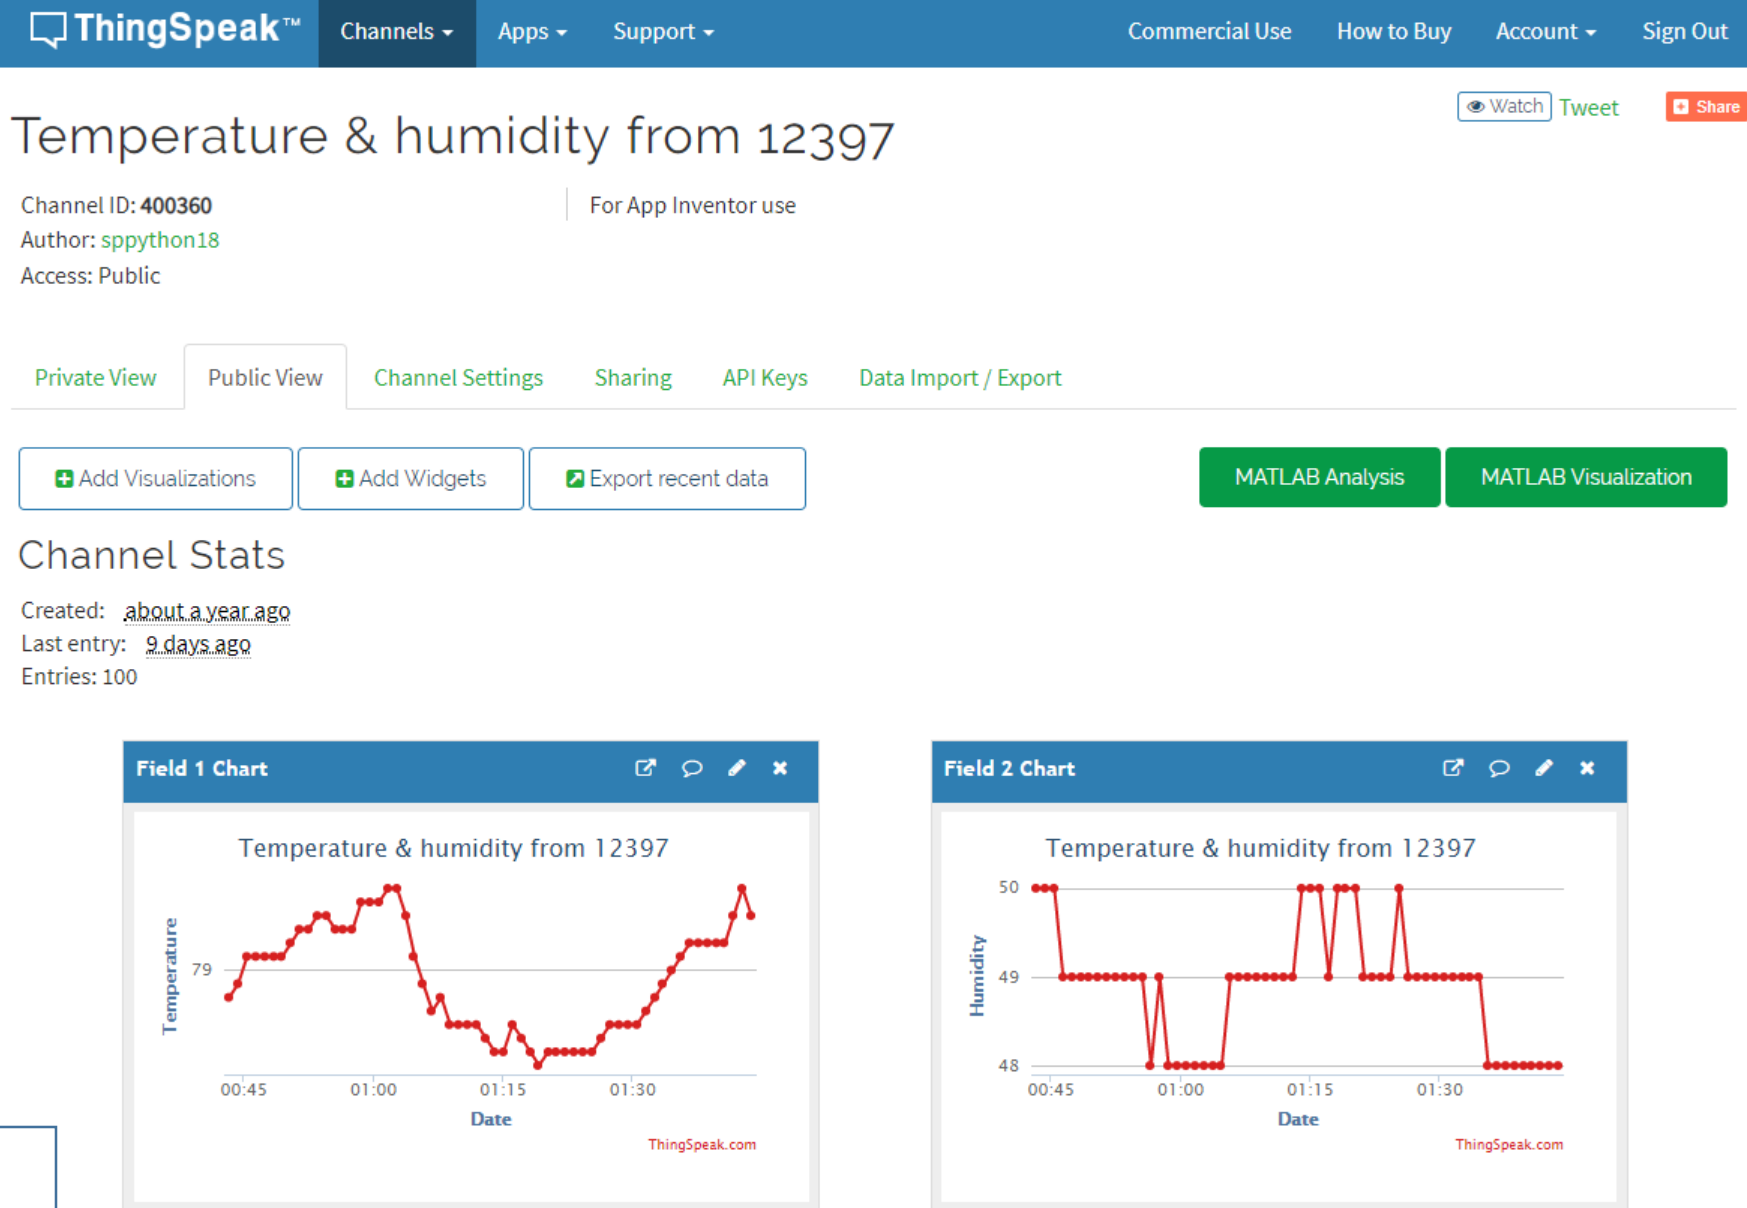 ThingSpeak™ Channels Apps Support Commercial Use How to Buy Account Sign Out
Watch Tweet Share
Temperature & humidity from 12397
Channel ID: 400360
Author: sppython18
Access: Public
For App Inventor use
Private View Public View Channel Settings Sharing API Keys Data Import / Export
Add Visualizations Add Widgets Export recent data MATLAB Analysis MATLAB Visualization
Channel Stats
Created: about a year ago
Last entry: 9 days ago
Entries: 100
Field 1 Chart
Temperature & humidity from 12397
Temperature
79
00:45 01:00 01:15 01:30
Date
ThingSpeak.com
Field 2 Chart
Temperature & humidity from 12397
Humidity
50
49
48
00:45 01:00 01:15 01:30
Date
ThingSpeak.com